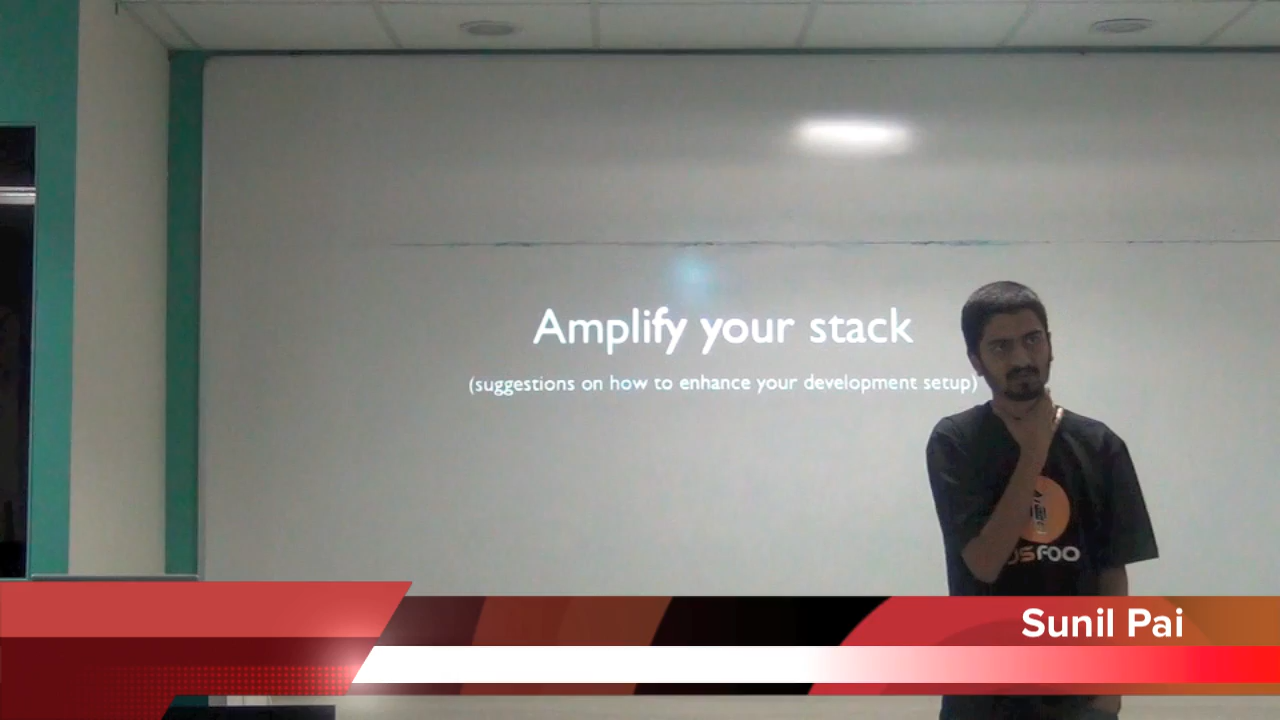 Amplify your stack
(suggestions on how to enhance your development setup)
JSFOO
Sunil Pai